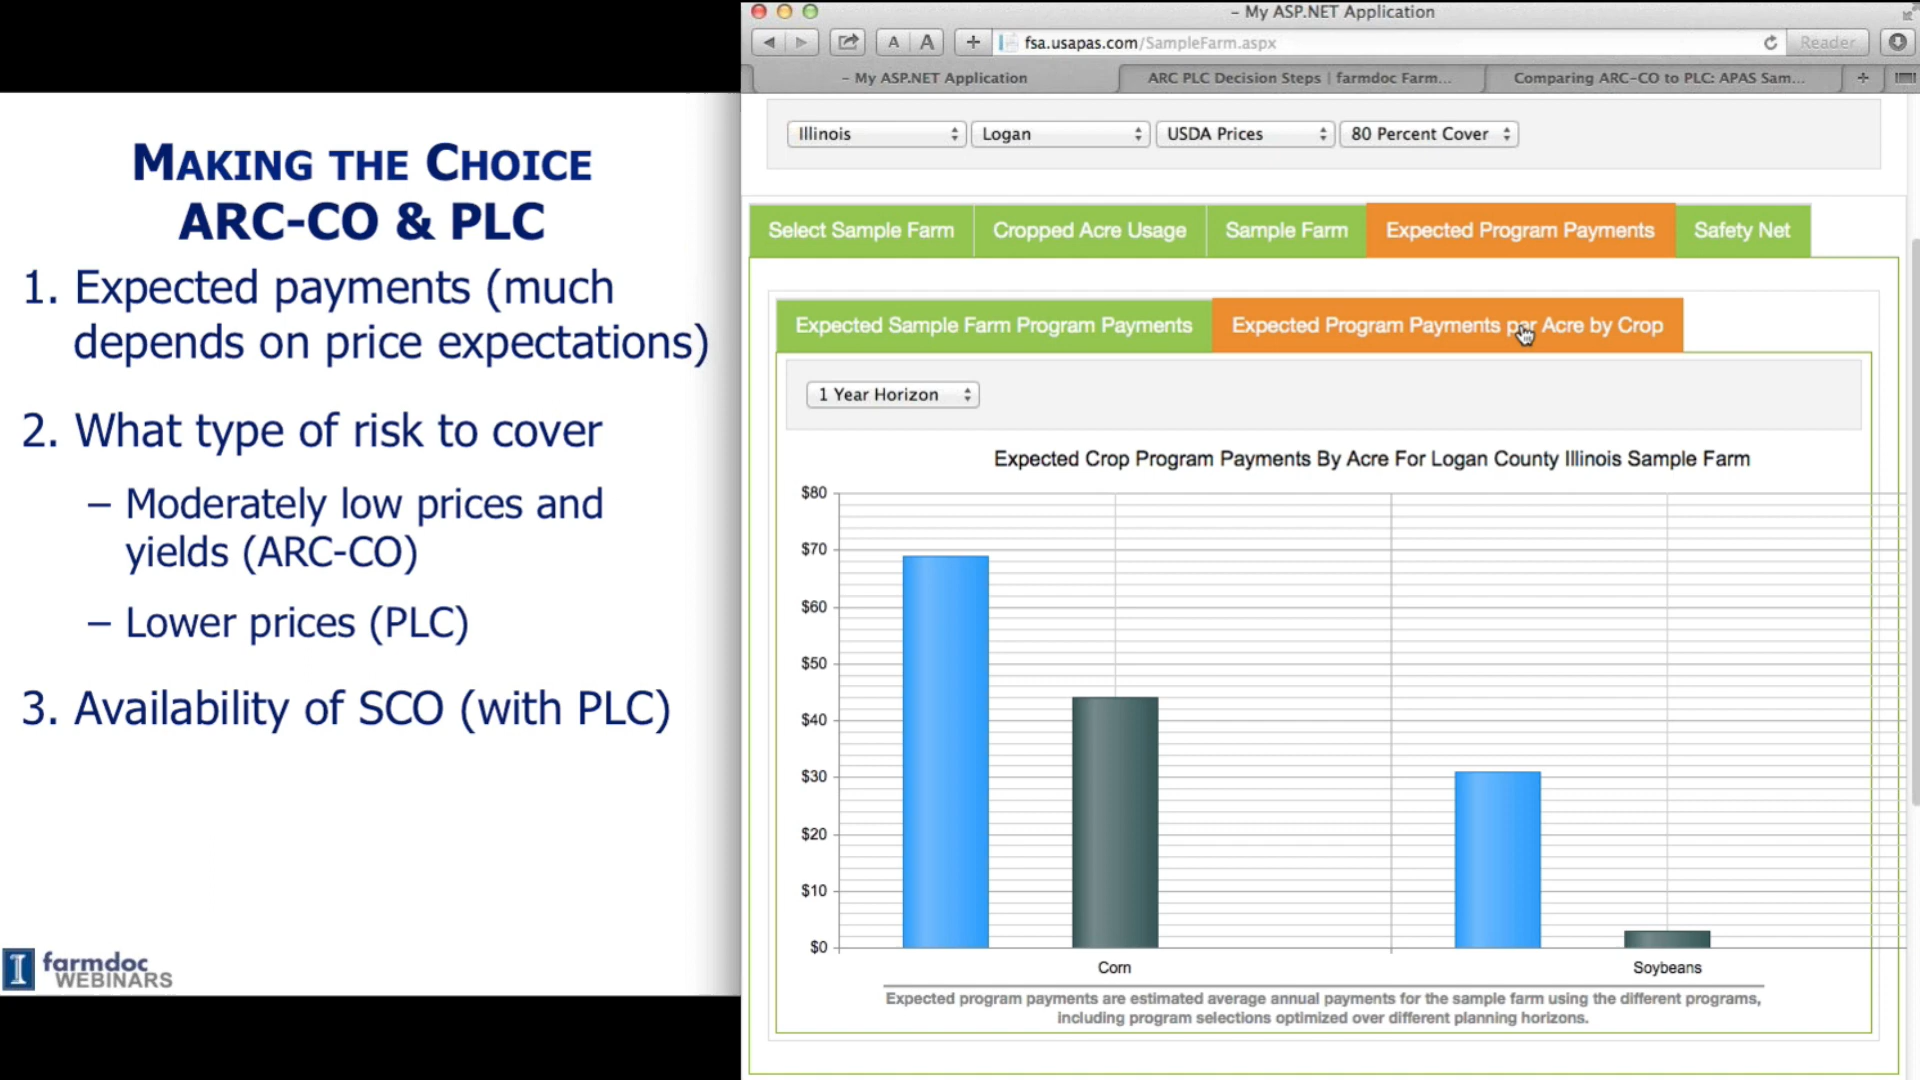 MAKING THE CHOICE
ARC-CO & PLC
1. Expected payments (much
depends on price expectations)
2. What type of risk to cover
– Moderately low prices and
yields (ARC-CO)
– Lower prices (PLC)
3. Availability of SCO (with PLC)
I farmdoc
WEBINARS
– My ASP.NET Application
A A + fsa.usapas.com/SampleFarm.aspx Reader
– My ASP.NET Application ARC PLC Decision Steps | farmdoc Farm... Comparing ARC-CO to PLC: APAS Sam... +
Illinois Logan USDA Prices 80 Percent Cover
Select Sample Farm Cropped Acre Usage Sample Farm Expected Program Payments Safety Net
Expected Sample Farm Program Payments Expected Program Payments per Acre by Crop
1 Year Horizon
Expected Crop Program Payments By Acre For Logan County Illinois Sample Farm
$80
$70
$60
$50
$40
$30
$20
$10
$0
Corn Soybeans
Expected program payments are estimated average annual payments for the sample farm using the different programs,
including program selections optimized over different planning horizons.